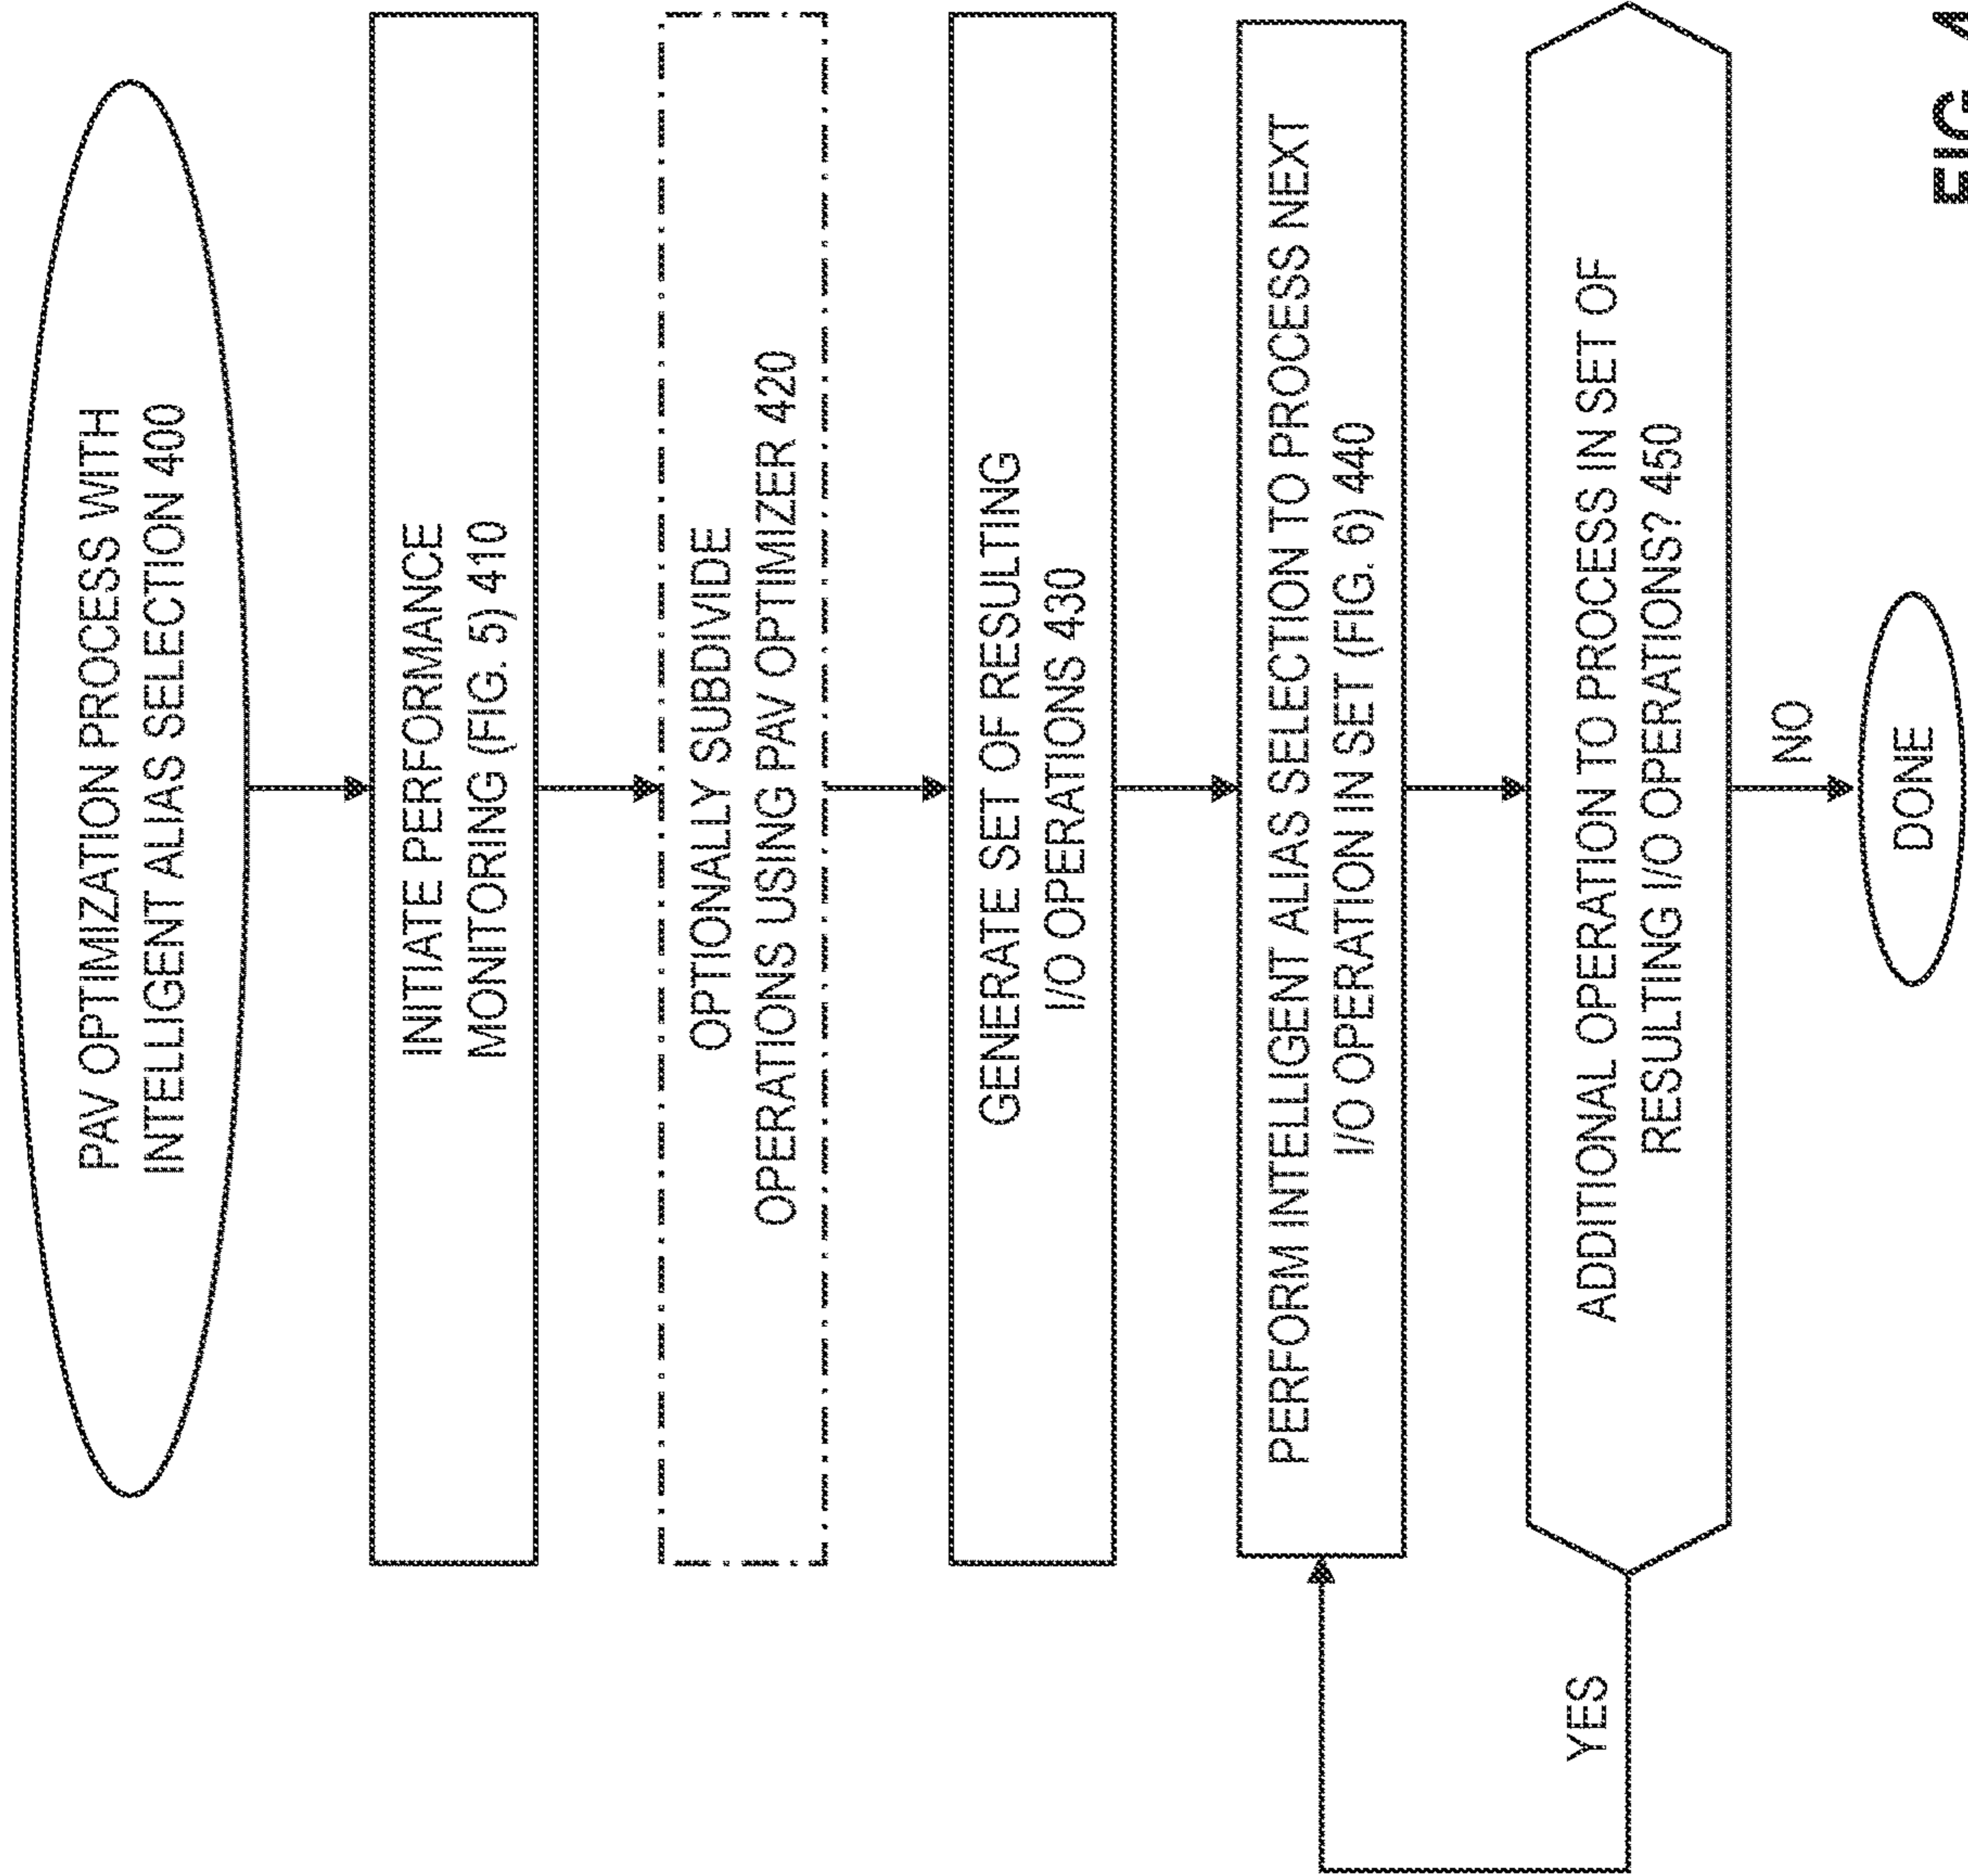 PAV OPTIMIZATION PROCESS WITH
INTELLIGENT ALIAS SELECTION 400
INITIATE PERFORMANCE
MONITORING (FIG. 5) 410
OPTIONALLY SUBDIVIDE
OPERATIONS USING PAV OPTIMIZER 420
GENERATE SET OF RESULTING
I/O OPERATIONS 430
PERFORM INTELLIGENT ALIAS SELECTION TO PROCESS NEXT
I/O OPERATION IN SET (FIG. 6) 440
ADDITIONAL OPERATION TO PROCESS IN SET OF
RESULTING I/O OPERATIONS? 450
YES
NO
DONE
FIG. 4